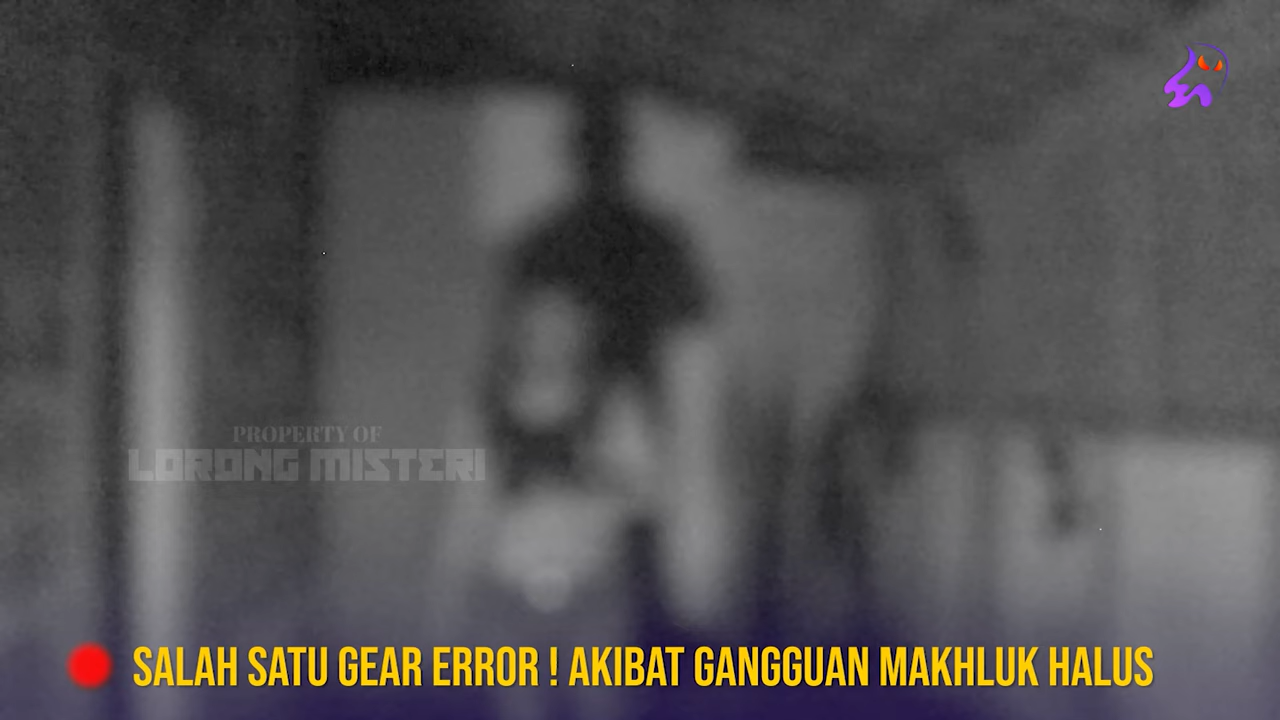 PROPERTY OF
LORONG MISTERI
SALAH SATU GEAR ERROR ! AKIBAT GANGGUAN MAKHLUK HALUS